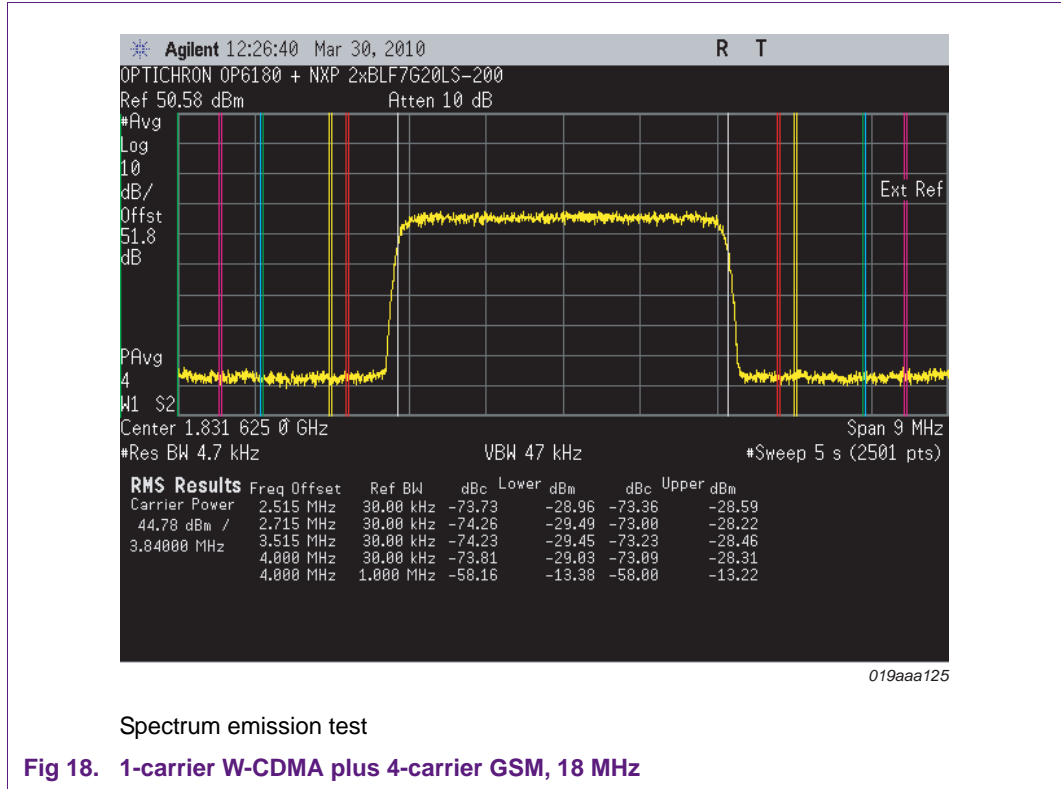 Agilent 12:26:40 Mar 30, 2010 R T
OPTICHRON OP6180 + NXP 2xBLF7G20LS-200
Ref 50.58 dBm Atten 10 dB
#Avg
Log
10
dB/
Offst
51.8
dB
Ext Ref
PAvg
4
W1 S2
Center 1.831 625 0 GHz Span 9 MHz
#Res BW 4.7 kHz VBW 47 kHz #Sweep 5 s (2501 pts)
RMS Results Freq Offset Ref BW dBc Lower dBm dBc Upper dBm
Carrier Power 2.515 MHz 30.00 kHz -73.73 -28.96 -73.36 -28.59
44.78 dBm / 2.715 MHz 30.00 kHz -74.26 -29.49 -73.00 -28.22
3.84000 MHz 3.515 MHz 30.00 kHz -74.23 -29.45 -73.23 -28.46
4.000 MHz 30.00 kHz -73.81 -29.03 -73.09 -28.31
4.000 MHz 1.000 MHz -58.16 -13.38 -58.00 -13.22
019aaa125
Spectrum emission test
Fig 18. 1-carrier W-CDMA plus 4-carrier GSM, 18 MHz